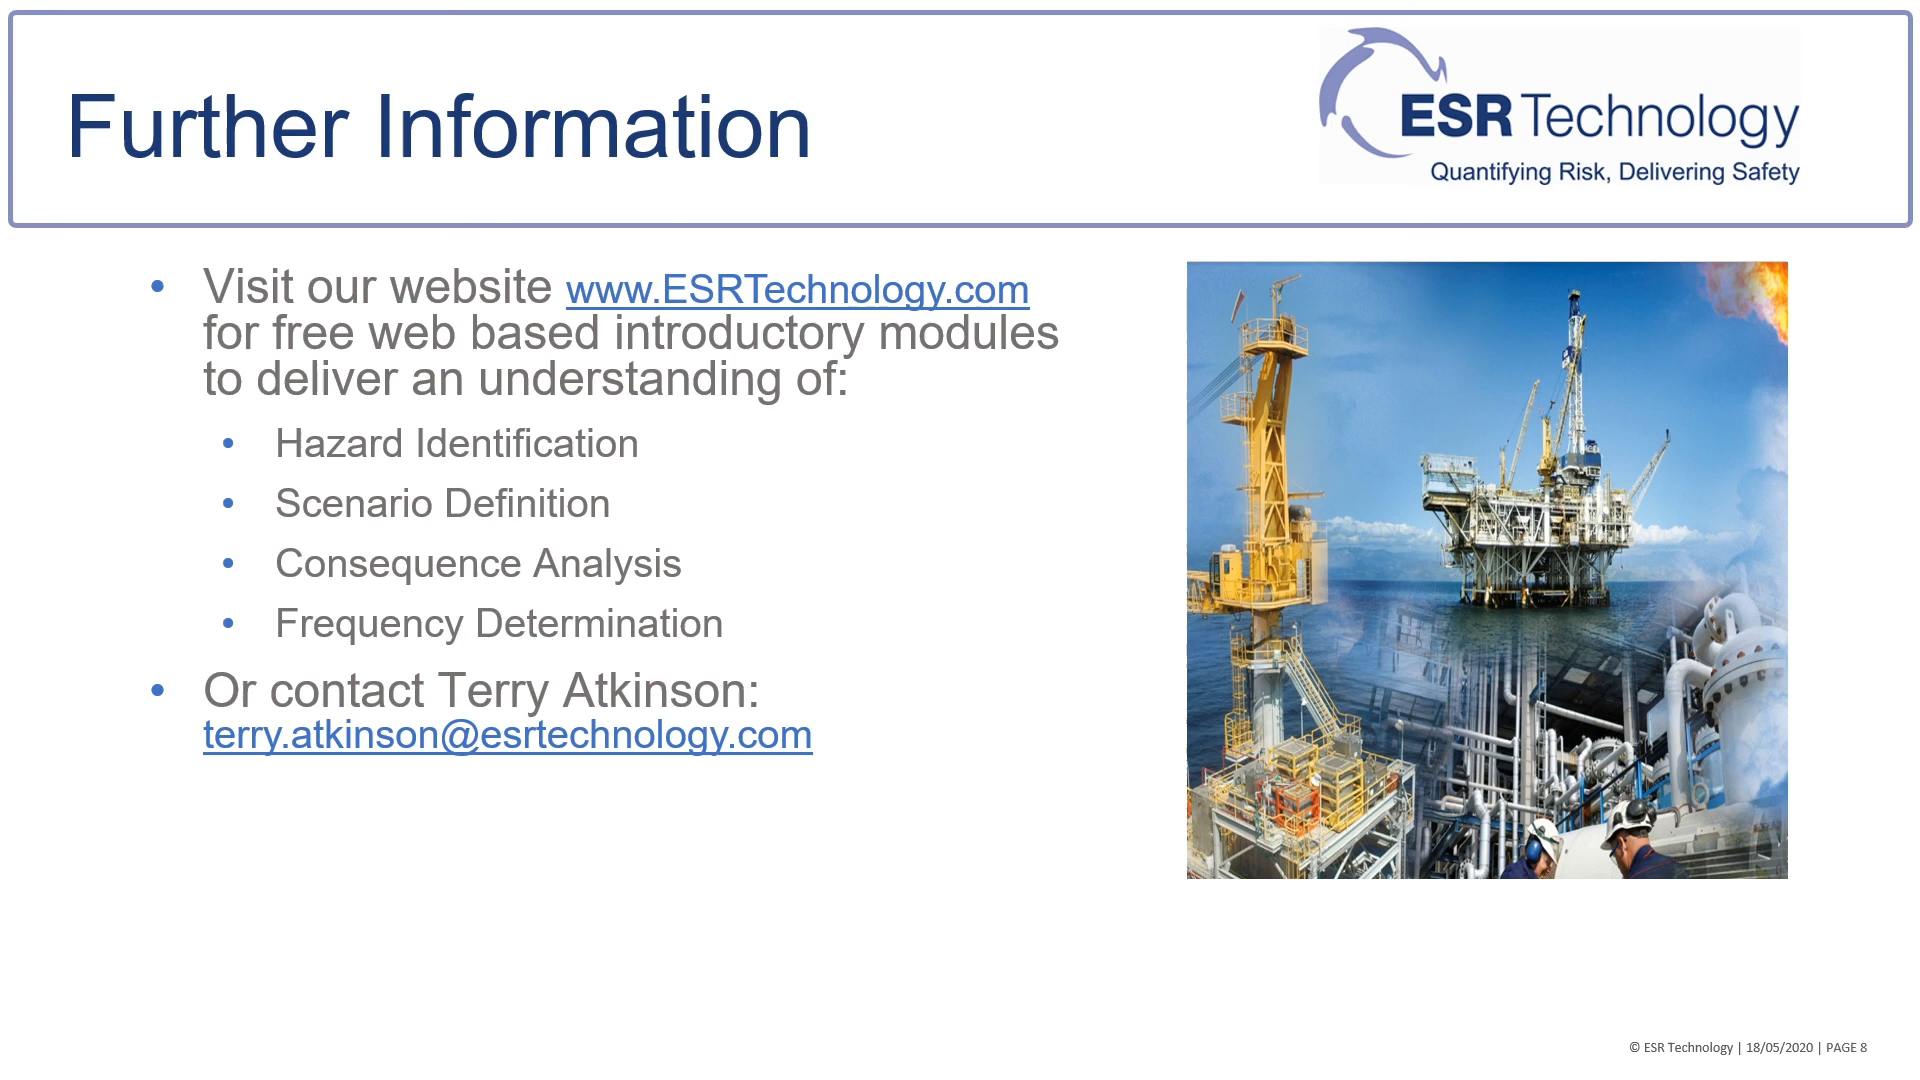 Further Information
ESR Technology
Quantifying Risk, Delivering Safety
• Visit our website www.ESRTechnology.com
for free web based introductory modules
to deliver an understanding of:
• Hazard Identification
• Scenario Definition
• Consequence Analysis
• Frequency Determination
• Or contact Terry Atkinson:
terry.atkinson@esrtechnology.com
© ESR Technology | 18/05/2020 | PAGE 8